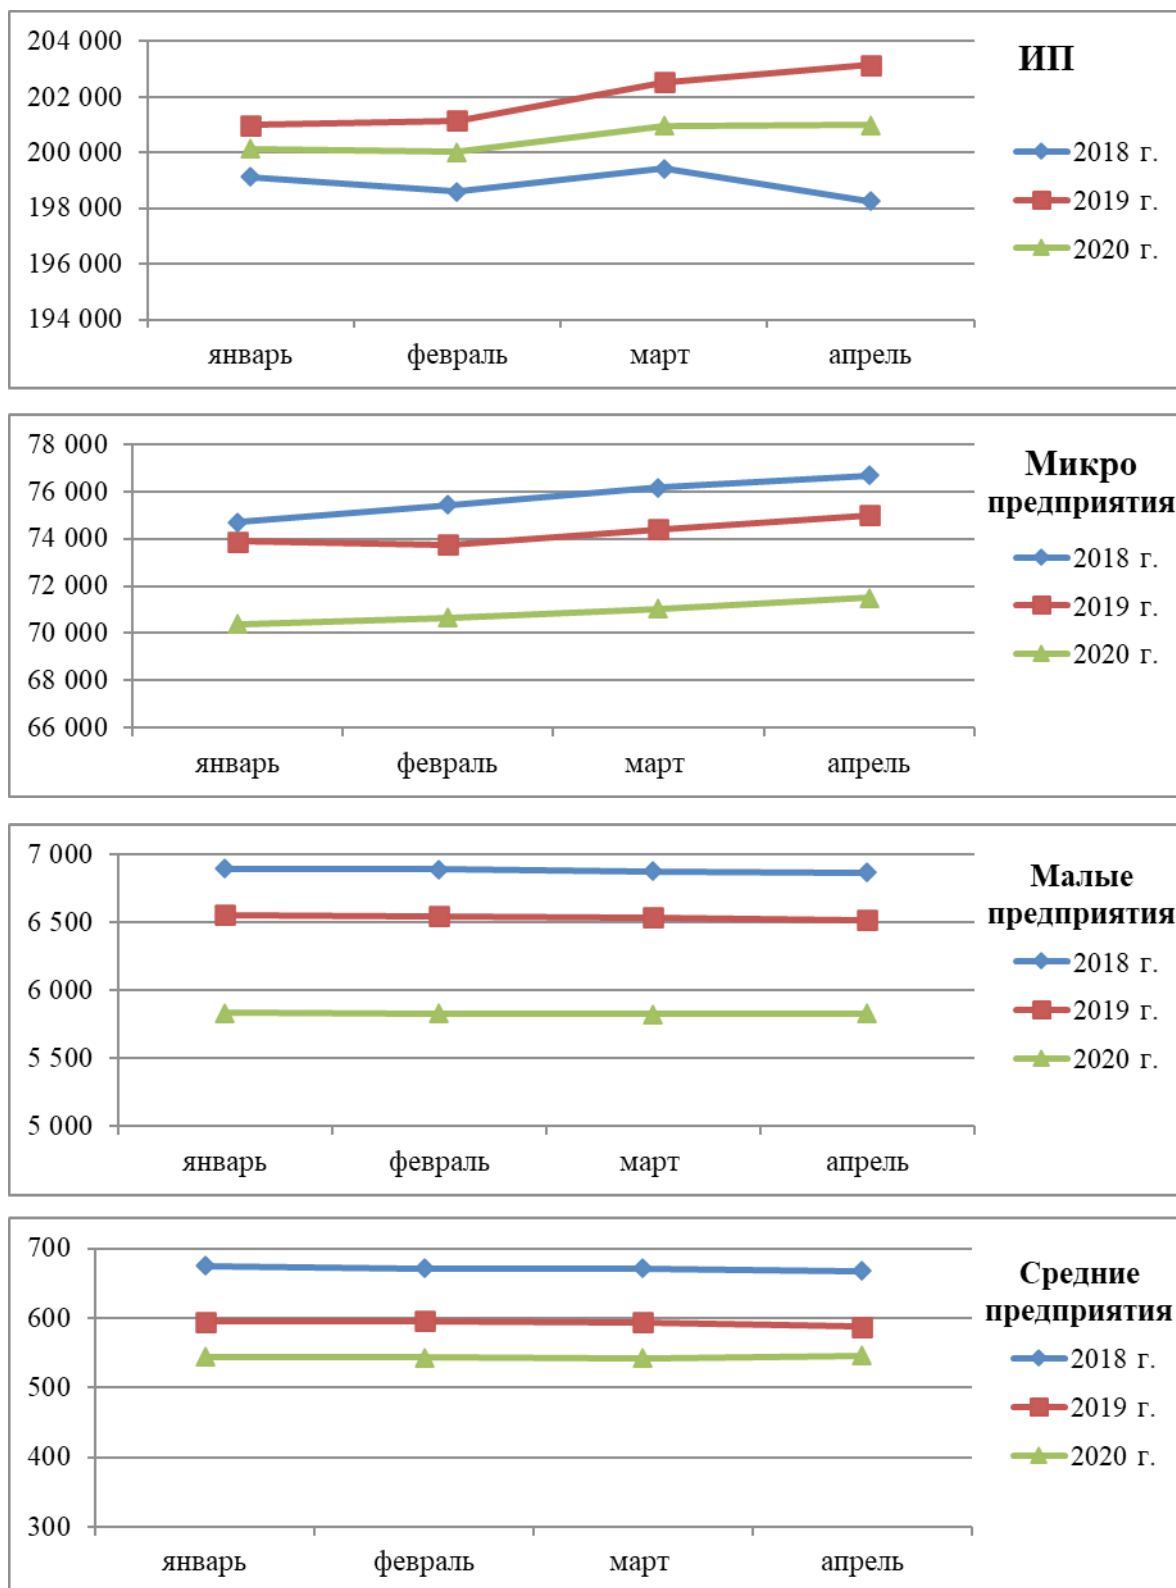 204 000
202 000
200 000
198 000
196 000
194 000
январь февраль март апрель
ИП
2018 г.
2019 г.
2020 г.
78 000
76 000
74 000
72 000
70 000
68 000
66 000
январь февраль март апрель
Микро
предприятия
2018 г.
2019 г.
2020 г.
7 000
6 500
6 000
5 500
5 000
январь февраль март апрель
Малые
предприятия
2018 г.
2019 г.
2020 г.
700
600
500
400
300
январь февраль март апрель
Средние
предприятия
2018 г.
2019 г.
2020 г.